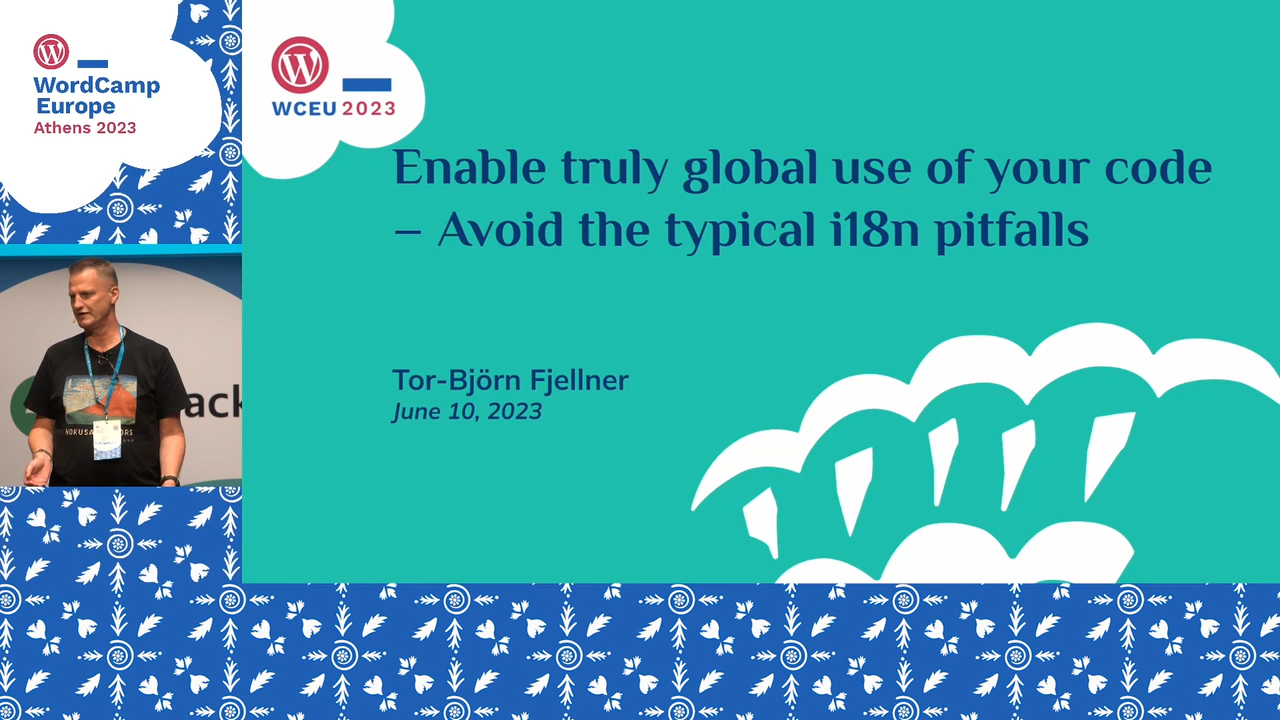 WordCamp
Europe
Athens 2023
WCEU 2023
Enable truly global use of your code
– Avoid the typical i18n pitfalls
Tor-Björn Fjellner
June 10, 2023
ack